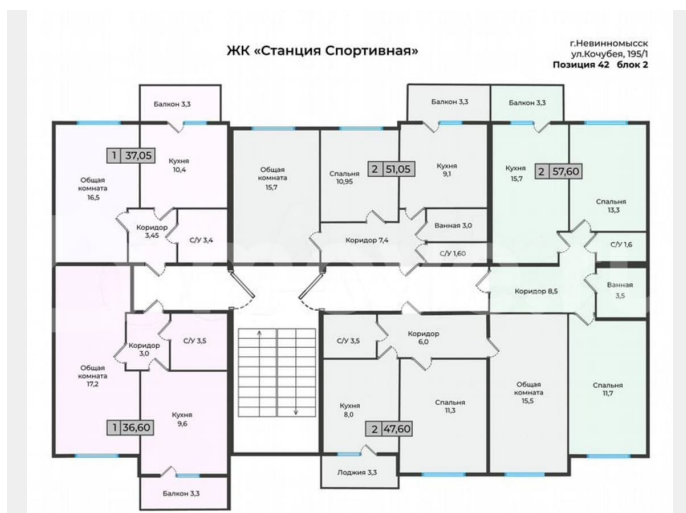 ЖК «Станция Спортивная»
г.Невинномысск
ул.Кочубея, 195/1
Позиция 42 блок 2
Балкон 3,3
Балкон 3,3
Балкон 3,3
1 37,05
Общая
комната
16,5
Кухня
10,4
Коридор
3,45
С/У 3,4
Общая
комната
15,7
Спальня
10,95
2 51,05
Кухня
9,1
Коридор 7,4
Ванная 3,0
С/У 1,60
Кухня
15,7
2 57,60
Спальня
13,3
С/У 1,6
Коридор 8,5
Ванная
3,5
Общая
комната
17,2
Коридор
3,0
С/У 3,5
1 36,60
Кухня
9,6
Балкон 3,3
С/У 3,5
Коридор
6,0
Кухня
8,0
Спальня
11,3
2 47,60
Лоджия 3,3
Общая
комната
15,5
Спальня
11,7